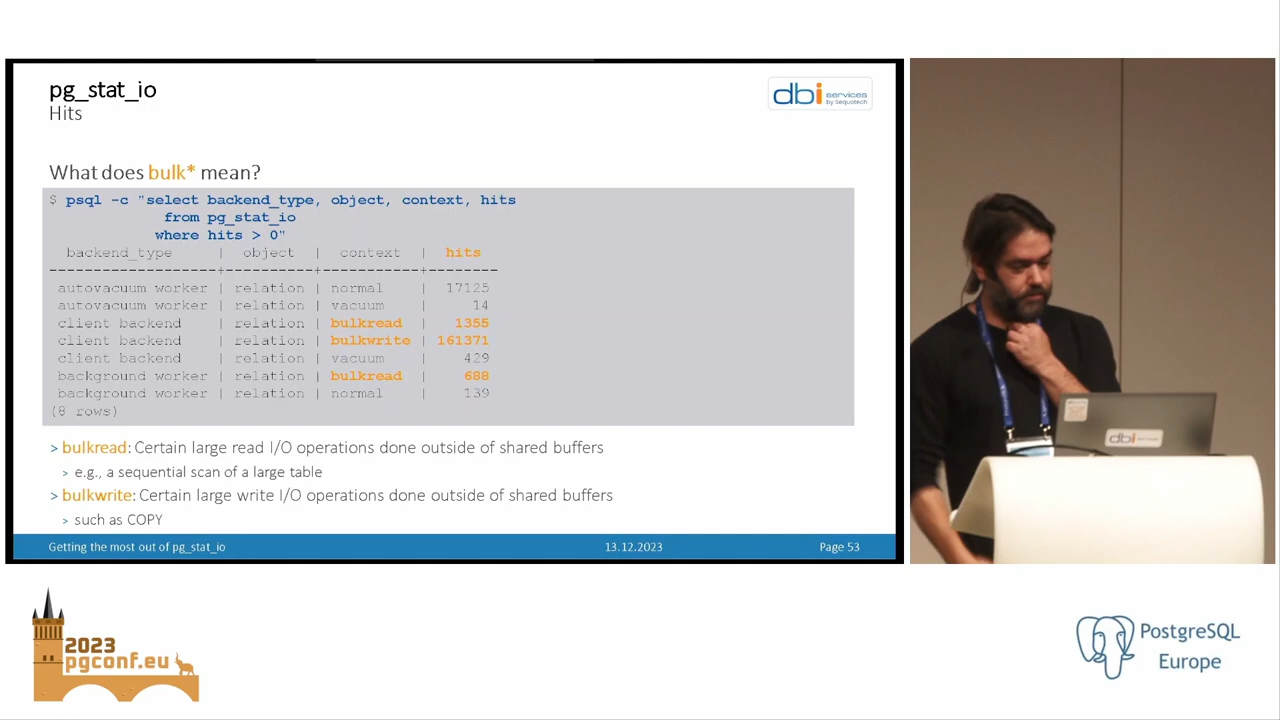 pg_stat_io
Hits
dbi services
by Sequotech
What does bulk* mean?
$ psql -c "select backend_type, object, context, hits
from pg_stat_io
where hits > 0"
backend_type | object | context | hits
-------------------+----------+-----------+--------
autovacuum worker | relation | normal | 17125
autovacuum worker | relation | vacuum | 14
client backend | relation | bulkread | 1355
client backend | relation | bulkwrite | 161371
client backend | relation | vacuum | 429
background worker | relation | bulkread | 688
background worker | relation | normal | 139
(8 rows)
> bulkread: Certain large read I/O operations done outside of shared buffers
> e.g., a sequential scan of a large table
> bulkwrite: Certain large write I/O operations done outside of shared buffers
> such as COPY
Getting the most out of pg_stat_io 13.12.2023 Page 53
dbi
2023
pgconf.eu
PostgreSQL
Europe